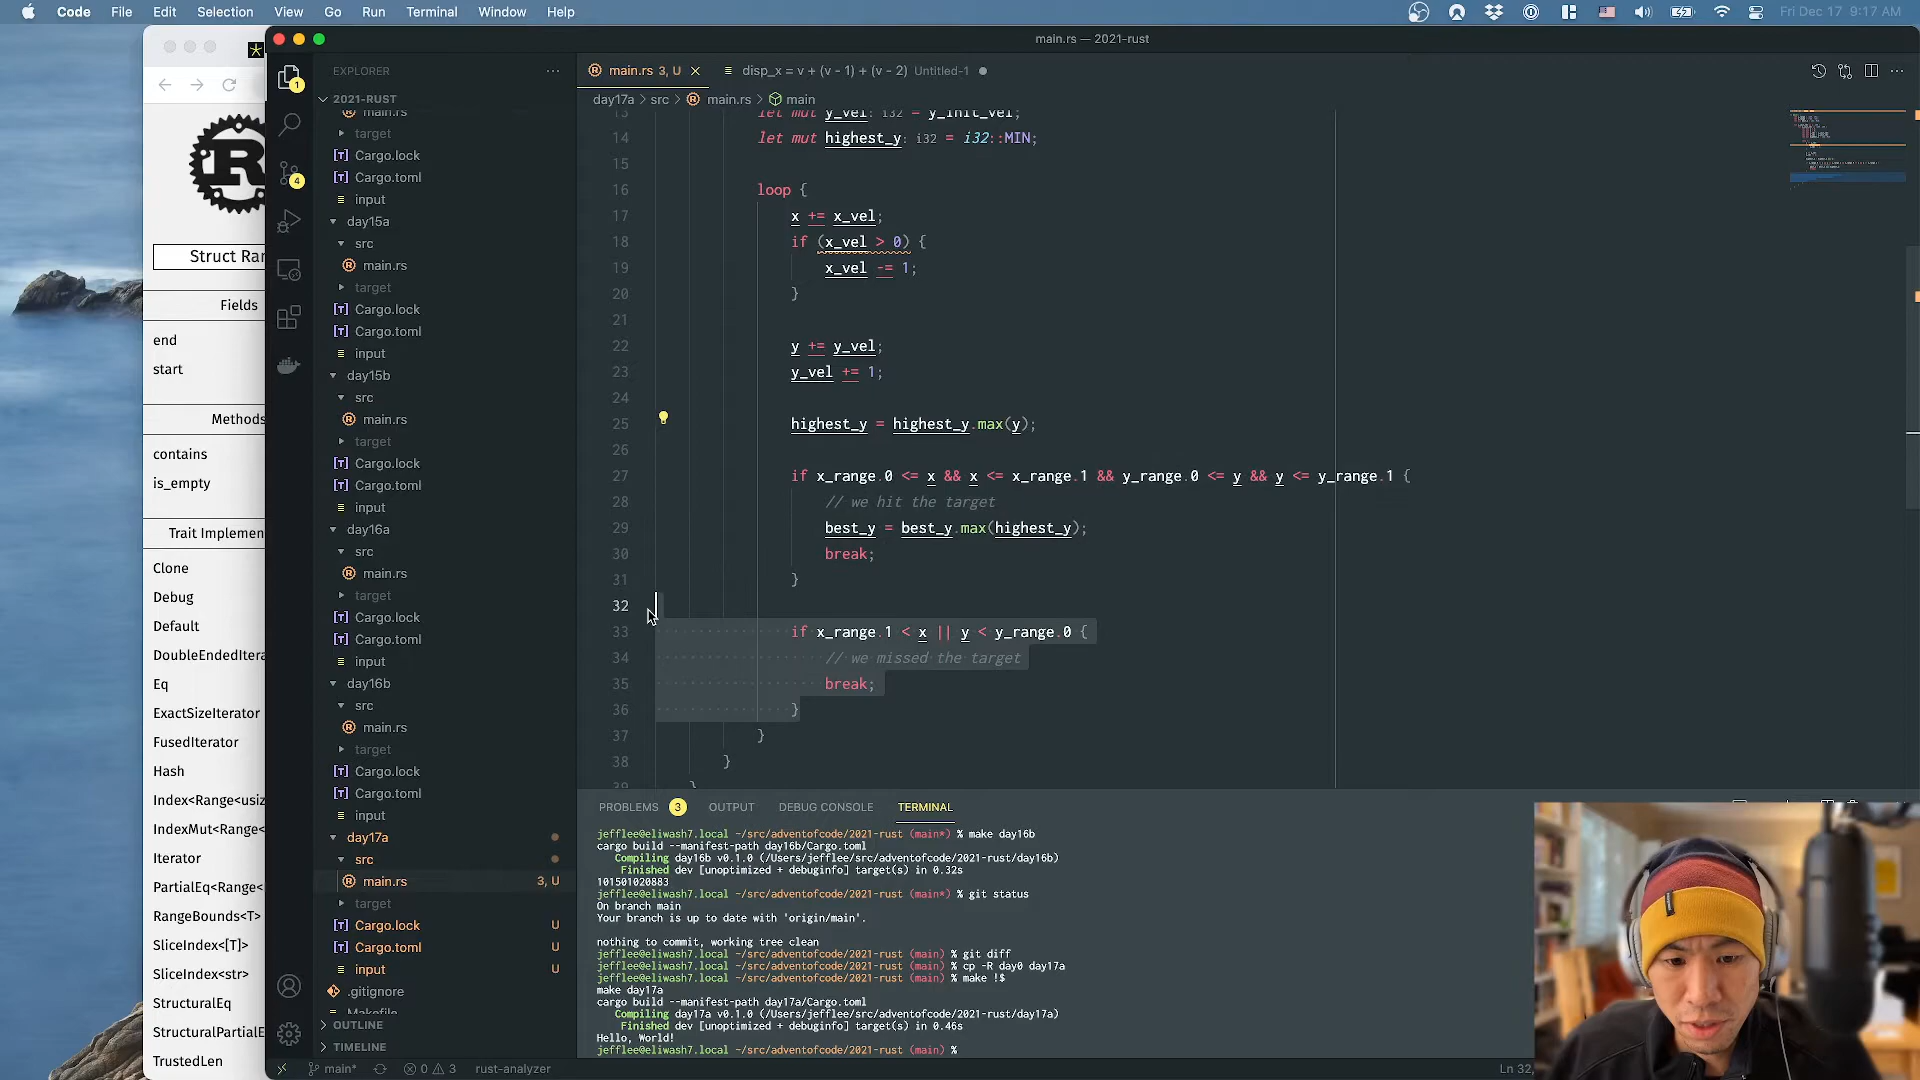 Code File Edit Selection View Go Run Terminal Window Help
Fri Dec 17 9:17 AM
main.rs — 2021-rust
Struct Ran
Fields
end
start
Methods
contains
is_empty
Trait Implemen
Clone
Debug
Default
DoubleEndedItera
Eq
ExactSizeIterator
FusedIterator
Hash
Index<Range<usiz
IndexMut<Range<
Iterator
PartialEq<Range<
RangeBounds<T>
SliceIndex<[T]>
SliceIndex<str>
StructuralEq
StructuralPartialE
TrustedLen
1
4
EXPLORER
2021-RUST
main.rs
target
Cargo.lock
Cargo.toml
input
day15a
src
main.rs
target
Cargo.lock
Cargo.toml
input
day15b
src
main.rs
target
Cargo.lock
Cargo.toml
input
day16a
src
main.rs
target
Cargo.lock
Cargo.toml
input
day16b
src
main.rs
target
Cargo.lock
Cargo.toml
input
day17a
src
main.rs 3, U
target
Cargo.lock U
Cargo.toml U
input U
.gitignore
Makefile
OUTLINE
TIMELINE
main.rs 3, U
disp_x = v + (v - 1) + (v - 2) Untitled-1
day17a > src > main.rs > main
13 let mut y_vel: i32 = y_init_vel;
14 let mut highest_y: i32 = i32::MIN;
15
16 loop {
17 x += x_vel;
18 if (x_vel > 0) {
19 x_vel -= 1;
20 }
21
22 y += y_vel;
23 y_vel += 1;
24
25 highest_y = highest_y.max(y);
26
27 if x_range.0 <= x && x <= x_range.1 && y_range.0 <= y && y <= y_range.1 {
28 // we hit the target
29 best_y = best_y.max(highest_y);
30 break;
31 }
32
33 if x_range.1 < x || y < y_range.0 {
34 // we missed the target
35 break;
36 }
37 }
38 }
39 }
PROBLEMS 3 OUTPUT DEBUG CONSOLE TERMINAL
jefflee@eliwash7.local ~/src/adventofcode/2021-rust (main*) % make day16b
cargo build --manifest-path day16b/Cargo.toml
Compiling day16b v0.1.0 (/Users/jefflee/src/adventofcode/2021-rust/day16b)
Finished dev [unoptimized + debuginfo] target(s) in 0.32s
101501020883
jefflee@eliwash7.local ~/src/adventofcode/2021-rust (main*) % git status
On branch main
Your branch is up to date with 'origin/main'.
nothing to commit, working tree clean
jefflee@eliwash7.local ~/src/adventofcode/2021-rust (main) % git diff
jefflee@eliwash7.local ~/src/adventofcode/2021-rust (main) % cp -R day0 day17a
jefflee@eliwash7.local ~/src/adventofcode/2021-rust (main) % make !$
make day17a
cargo build --manifest-path day17a/Cargo.toml
Compiling day17a v0.1.0 (/Users/jefflee/src/adventofcode/2021-rust/day17a)
Finished dev [unoptimized + debuginfo] target(s) in 0.46s
Hello, World!
jefflee@eliwash7.local ~/src/adventofcode/2021-rust (main) %
main* 0 3 rust-analyzer
Ln 32,